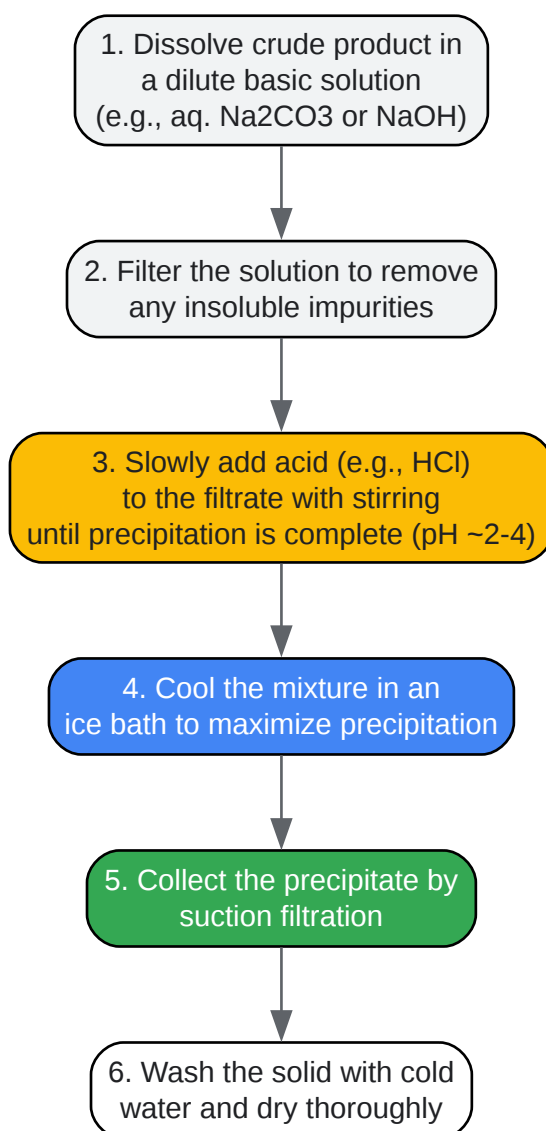 1. Dissolve crude product in
a dilute basic solution
(e.g., aq. Na2CO3 or NaOH)
2. Filter the solution to remove
any insoluble impurities
3. Slowly add acid (e.g., HCl)
to the filtrate with stirring
until precipitation is complete (pH ~2-4)
4. Cool the mixture in an
ice bath to maximize precipitation
5. Collect the precipitate by
suction filtration
6. Wash the solid with cold
water and dry thoroughly